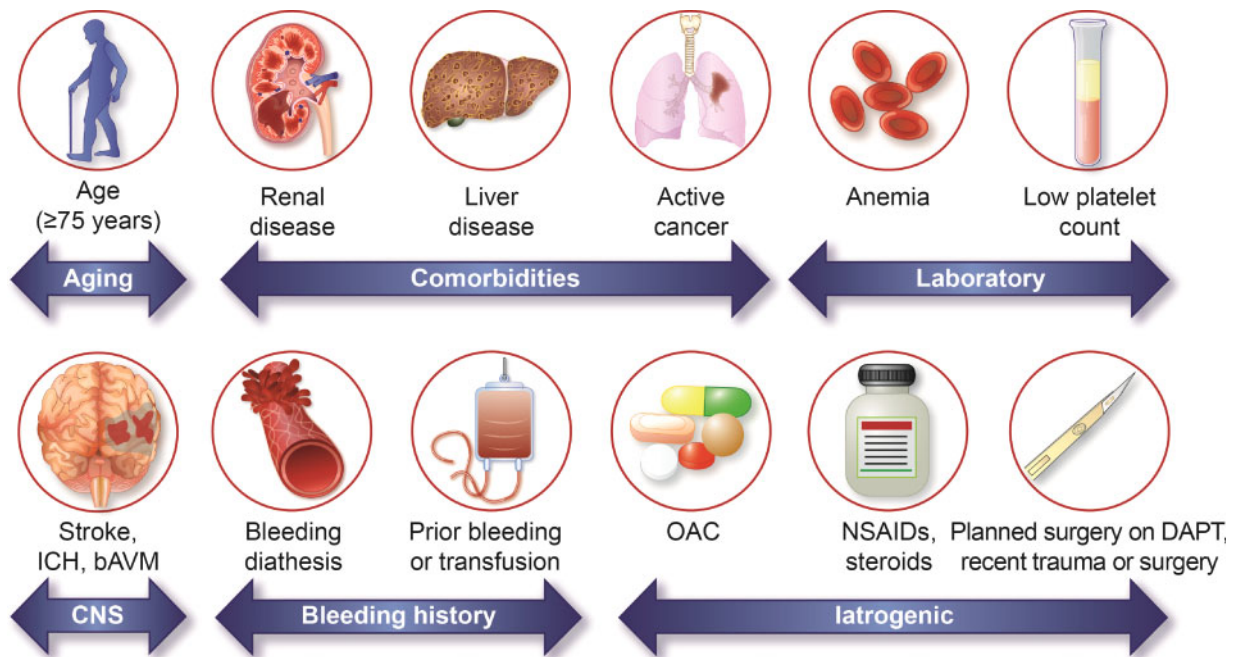 Age
(≥75 years)
Renal
disease
Liver
disease
Active
cancer
Anemia
Low platelet
count
Aging
Comorbidities
Laboratory
Stroke,
ICH, bAVM
Bleeding
diathesis
Prior bleeding
or transfusion
OAC
NSAIDs,
steroids
Planned surgery on DAPT,
recent trauma or surgery
CNS
Bleeding history
Iatrogenic